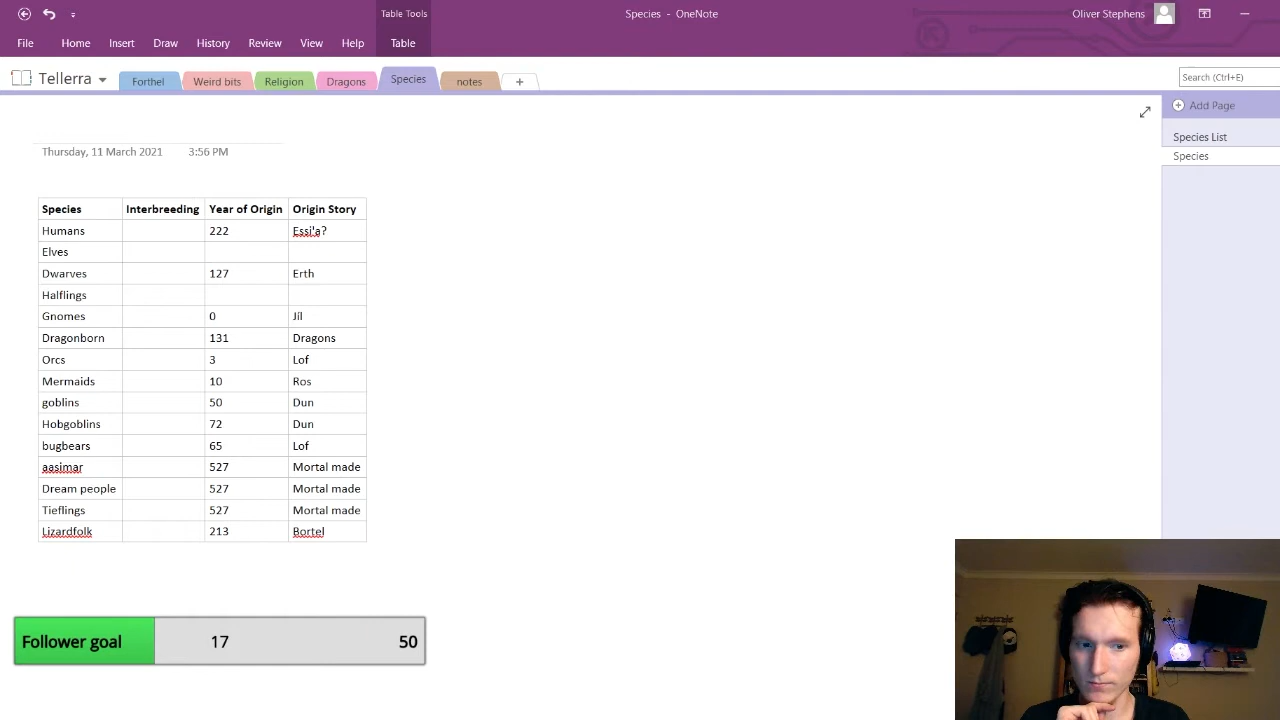 Table Tools
Species - OneNote
Oliver Stephens
File Home Insert Draw History Review View Help Table
Tellerra Forthel Weird bits Religion Dragons Species notes
Search (Ctrl+E)
Add Page
Species List
Species
Thursday, 11 March 2021 3:56 PM
Species Interbreeding Year of Origin Origin Story
Humans 222 Essi'a?
Elves
Dwarves 127 Erth
Halflings
Gnomes 0 Jil
Dragonborn 131 Dragons
Orcs 3 Lof
Mermaids 10 Ros
goblins 50 Dun
Hobgoblins 72 Dun
bugbears 65 Lof
aasimar 527 Mortal made
Dream people 527 Mortal made
Tieflings 527 Mortal made
Lizardfolk 213 Bortel
Follower goal 17 50